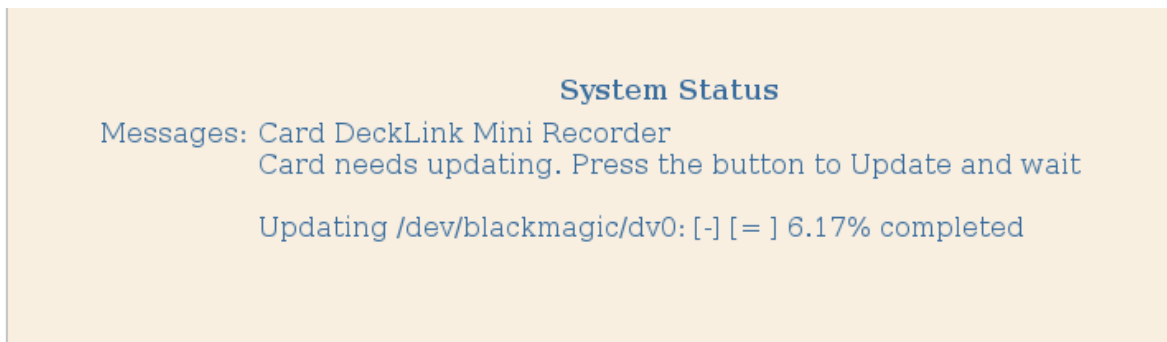 System Status
Messages: Card DeckLink Mini Recorder
Card needs updating. Press the button to Update and wait
Updating /dev/blackmagic/dv0: [-] [= ] 6.17% completed